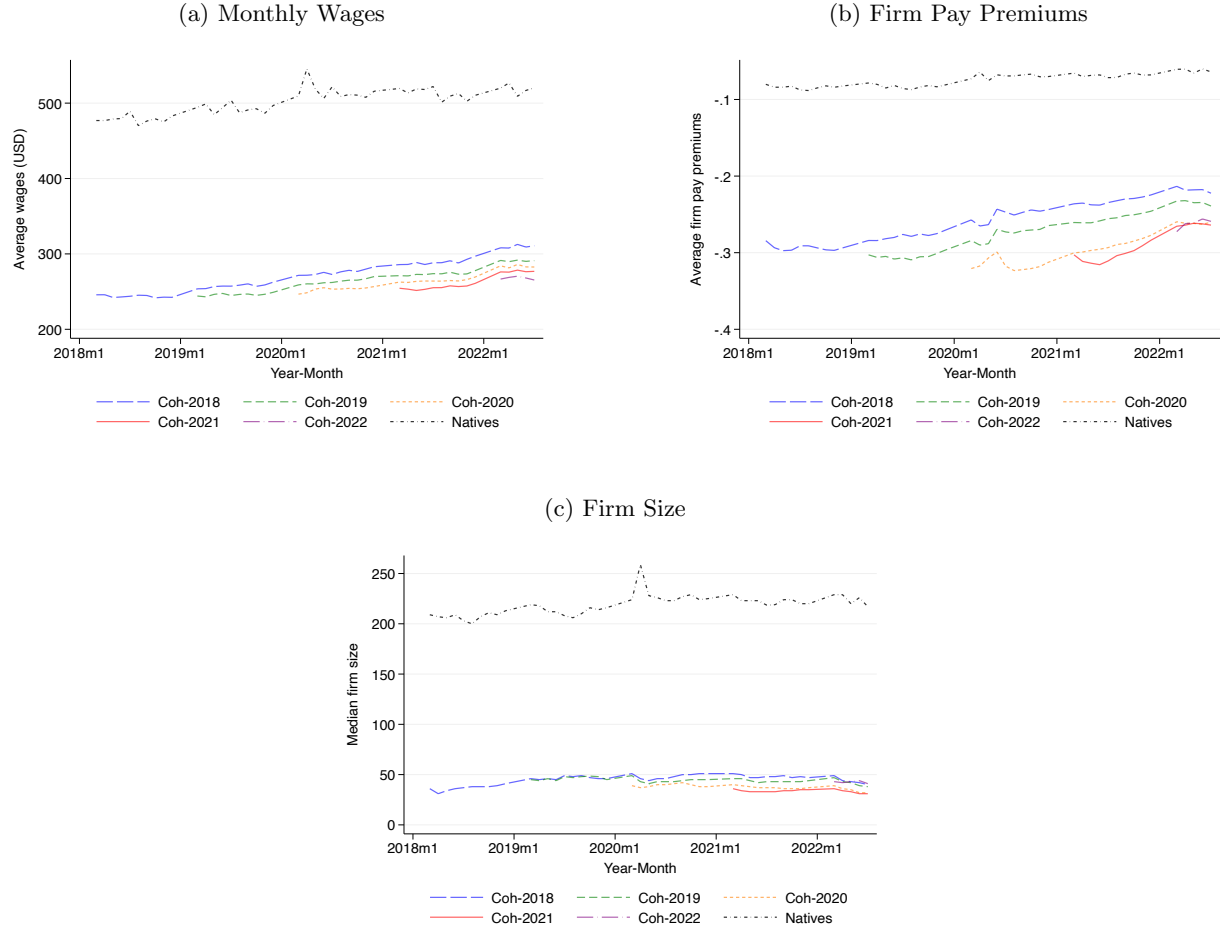 (a) Monthly Wages
500
400
300
200
Average wages (USD)
2018m1 2019m1 2020m1 2021m1 2022m1
Year-Month
Coh-2018 Coh-2019 Coh-2020
Coh-2021 Coh-2022 Natives
(b) Firm Pay Premiums
-.1
-.2
-.3
-.4
Average firm pay premiums
2018m1 2019m1 2020m1 2021m1 2022m1
Year-Month
Coh-2018 Coh-2019 Coh-2020
Coh-2021 Coh-2022 Natives
(c) Firm Size
250
200
150
100
50
0
Median firm size
2018m1 2019m1 2020m1 2021m1 2022m1
Year-Month
Coh-2018 Coh-2019 Coh-2020
Coh-2021 Coh-2022 Natives